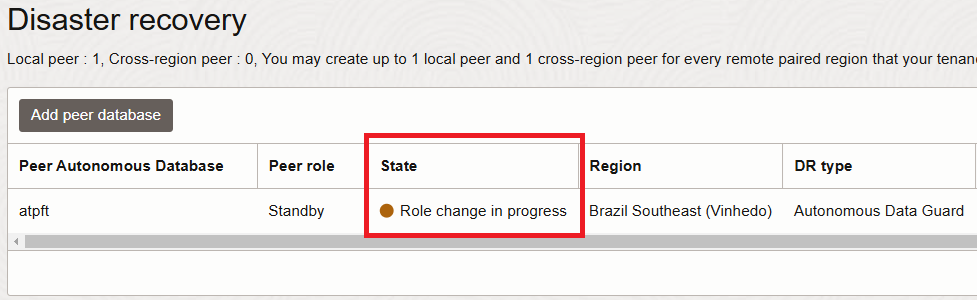 Disaster recovery
Local peer : 1, Cross-region peer : 0, You may create up to 1 local peer and 1 cross-region peer for every remote paired region that your
Add peer database
Peer Autonomous Database Peer role State Region DR type
atpft Standby Role change in progress Brazil Southeast (Vinhedo) Autonomous Data Guard